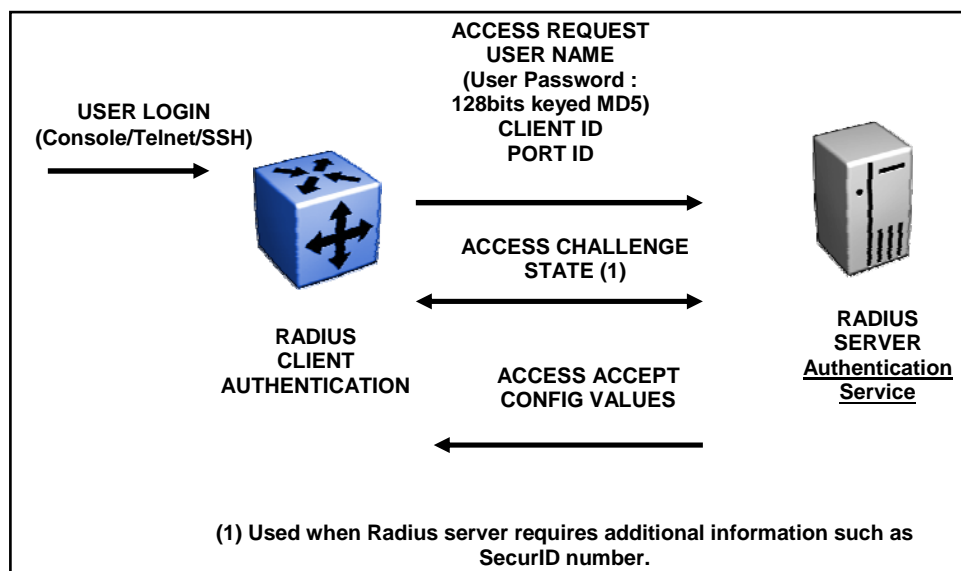 USER LOGIN
(Console/Telnet/SSH)
ACCESS REQUEST
USER NAME
(User Password :
128bits keyed MD5)
CLIENT ID
PORT ID
ACCESS CHALLENGE
STATE (1)
RADIUS
CLIENT
AUTHENTICATION
RADIUS
SERVER
Authentication
Service
ACCESS ACCEPT
CONFIG VALUES
(1) Used when Radius server requires additional information such as
SecurID number.